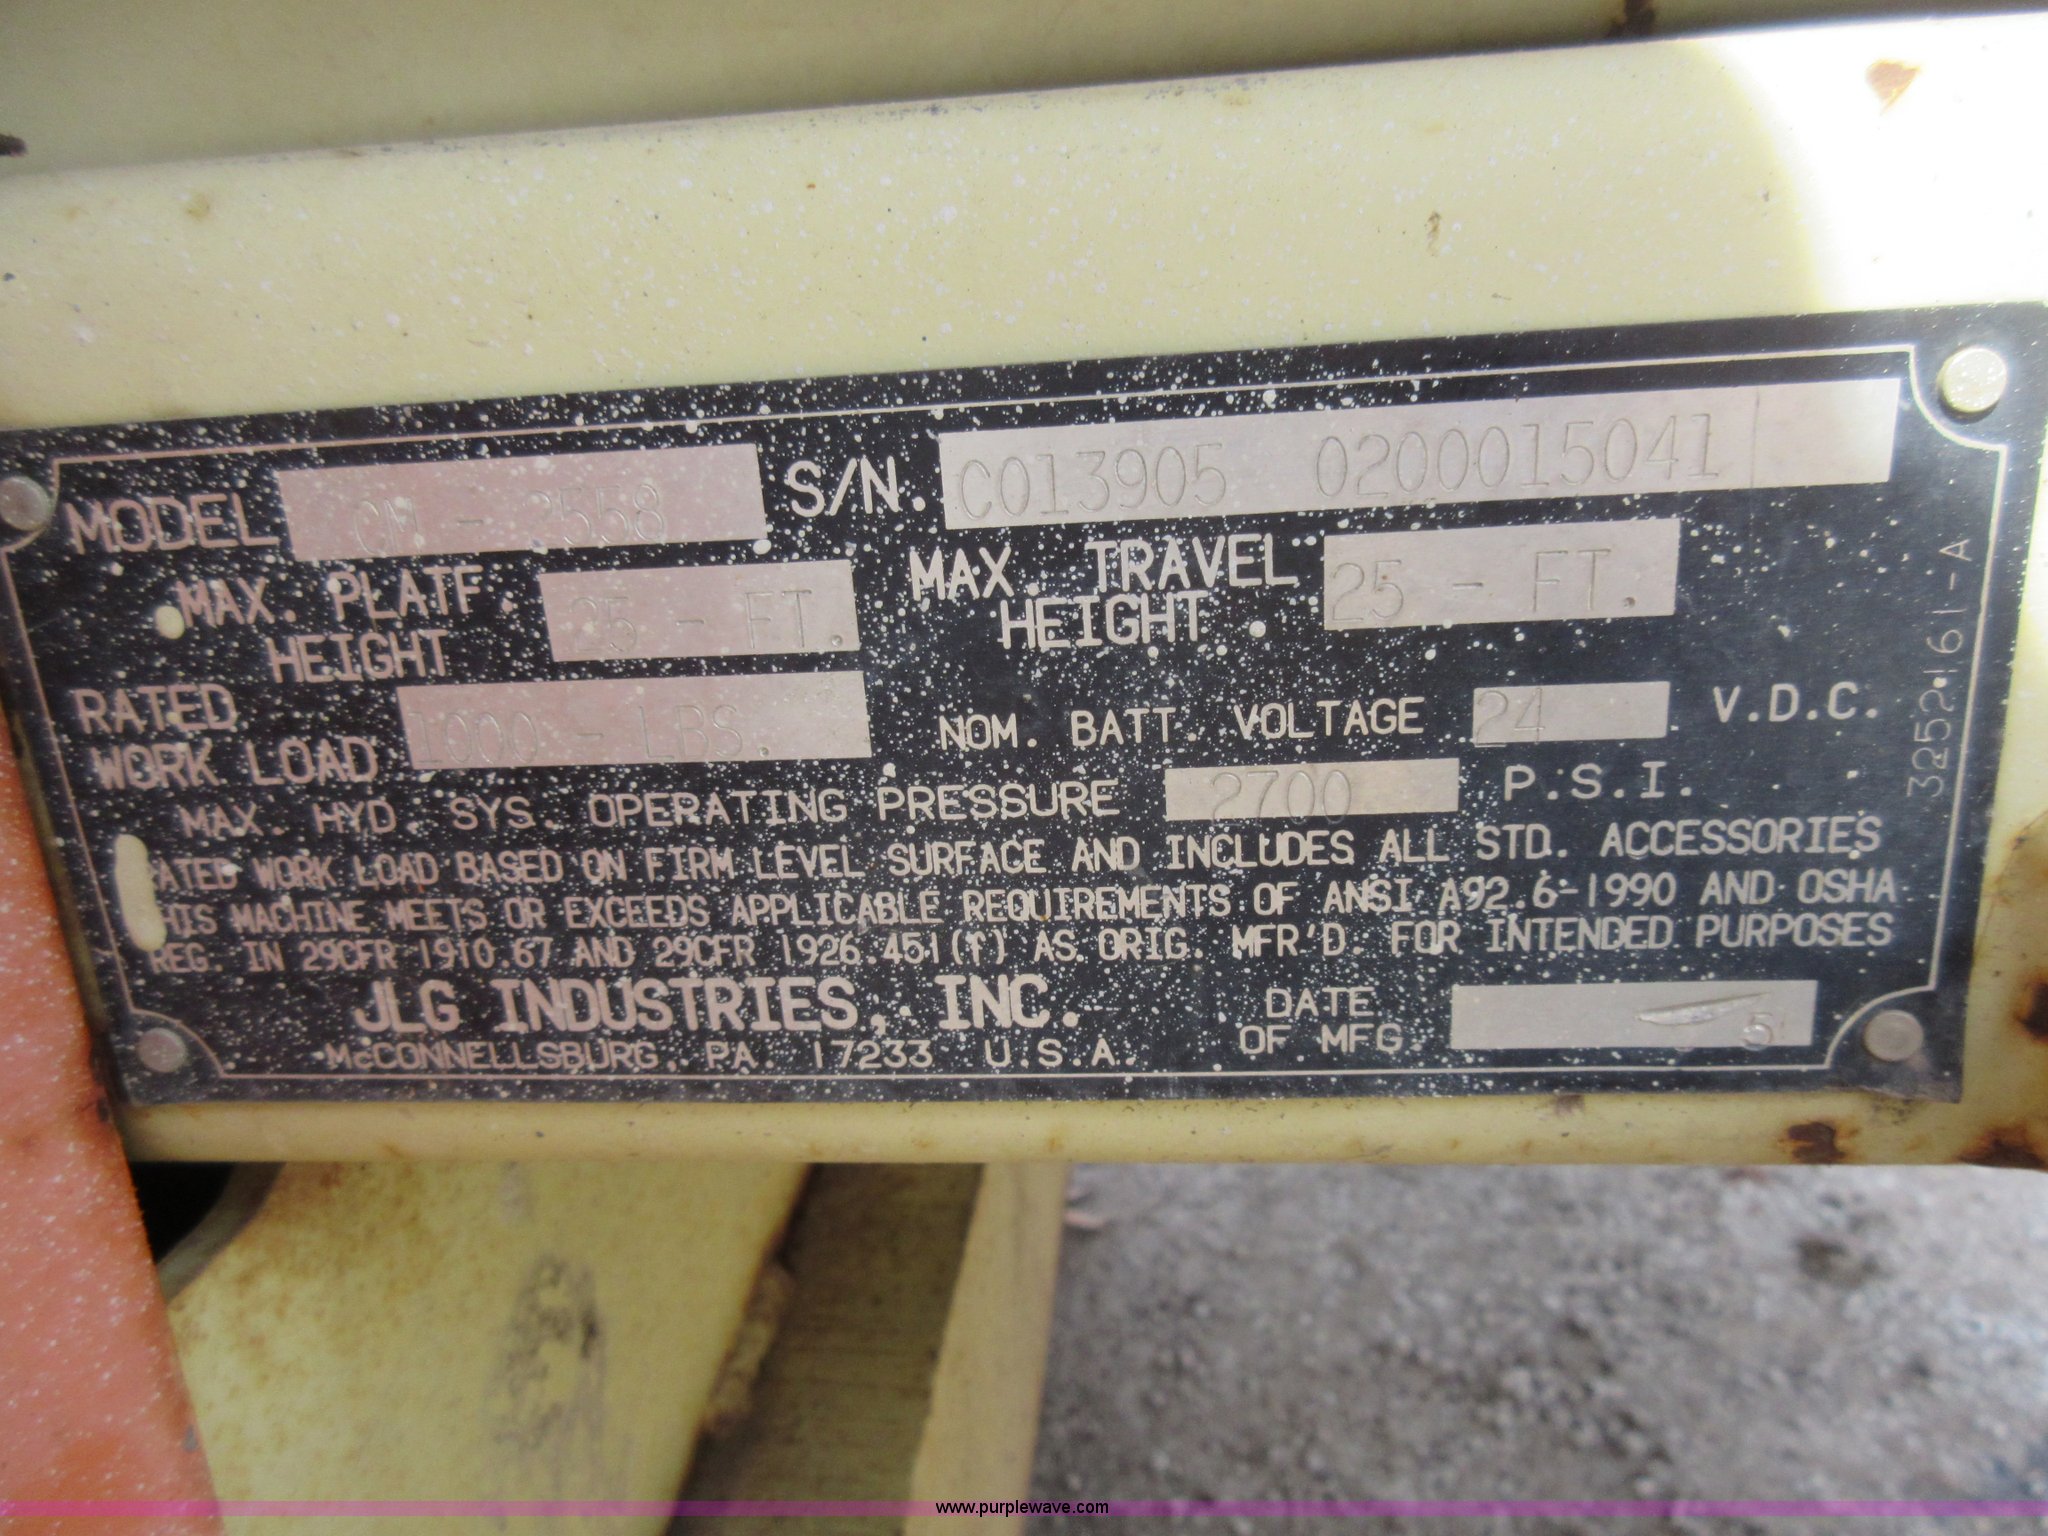 MODEL CM - 2558 S/N. C013905 0200015041
MAX. PLATF. HEIGHT 25 - FT. MAX. TRAVEL HEIGHT 25 - FT.
RATED WORK LOAD 1000 - LBS. NOM. BATT. VOLTAGE 24 V.D.C.
MAX. HYD. SYS. OPERATING PRESSURE 2700 P.S.I.
RATED WORK LOAD BASED ON FIRM LEVEL SURFACE AND INCLUDES ALL STD. ACCESSORIES
THIS MACHINE MEETS OR EXCEEDS APPLICABLE REQUIREMENTS OF ANSI A92.6-1990 AND OSHA
REG. IN 29CFR 1910.67 AND 29CFR 1926.451(f) AS ORIG. MFR'D. FOR INTENDED PURPOSES
JLG INDUSTRIES, INC.
McCONNELLSBURG, PA. 17233 U.S.A.
DATE OF MFG. 5
3252161-A
www.purplewave.com